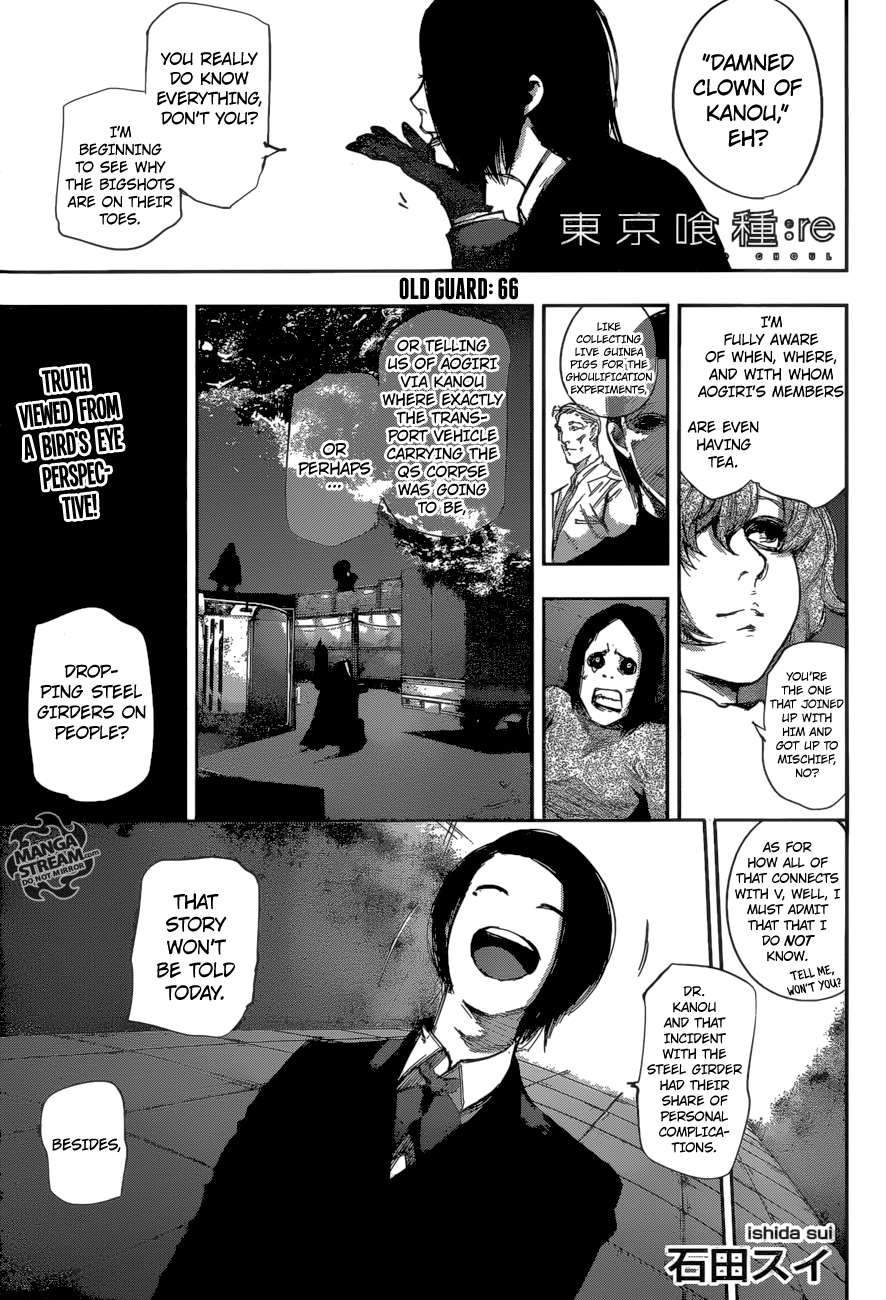 "DAMNED
CLOWN OF
KANOU,"
EH?
YOU REALLY
DO KNOW
EVERYTHING,
DON'T YOU?
I'M
BEGINNING
TO SEE WHY
THE BIGSHOTS
ARE ON THEIR
TOES.
東京喰種:re
GHOUL
OLD GUARD: 66
I'M
FULLY AWARE
OF WHEN, WHERE,
AND WITH WHOM
AOGIRI'S MEMBERS
ARE EVEN
HAVING
TEA.
YOU'RE
THE ONE
THAT JOINED
UP WITH
HIM AND
GOT UP TO
MISCHIEF,
NO?
LIKE
COLLECTING
LIVE GUINEA
PIGS FOR THE
GHOULIFICATION
EXPERIMENTS,
OR TELLING
US OF AOGIRI
VIA KANOU
WHERE EXACTLY
THE TRANS-
PORT VEHICLE
CARRYING THE
QS CORPSE
WAS GOING
TO BE,
OR
PERHAPS
...
TRUTH
VIEWED FROM
A BIRD'S EYE
PERSPEC-
TIVE!
DROP-
PING STEEL
GIRDERS ON
PEOPLE?
AS FOR
HOW ALL OF
THAT CONNECTS
WITH V, WELL, I
MUST ADMIT
THAT THAT I
DO NOT
KNOW.
TELL ME,
WON'T YOU?
DR.
KANOU
AND THAT
INCIDENT
WITH THE
STEEL GIRDER
HAD THEIR
SHARE OF
PERSONAL
COMPLICA-
TIONS.
THAT
STORY
WON'T
BE TOLD
TODAY.
BESIDES,
MANGA
STREAM.com
DO NOT MIRROR
ishida sui
石田スイ